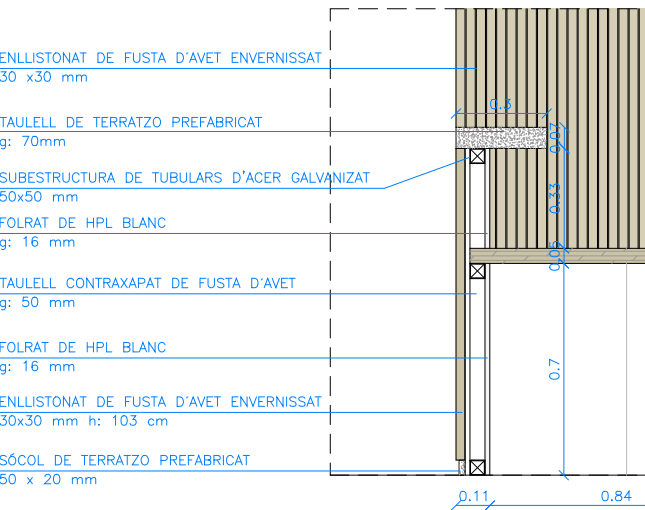 ENLLISTONAT DE FUSTA D'AVET ENVERNISSAT
30 x30 mm
TAULELL DE TERRATZO PREFABRICAT
g: 70mm
SUBESTRUCTURA DE TUBULARS D'ACER GALVANIZAT
50x50 mm
FOLRAT DE HPL BLANC
g: 16 mm
TAULELL CONTRAXAPAT DE FUSTA D'AVET
g: 50 mm
FOLRAT DE HPL BLANC
g: 16 mm
ENLLISTONAT DE FUSTA D'AVET ENVERNISSAT
30x30 mm h: 103 cm
SÒCOL DE TERRATZO PREFABRICAT
50 x 20 mm
0.3
0.07
0.33
0.05
0.7
0.11
0.84